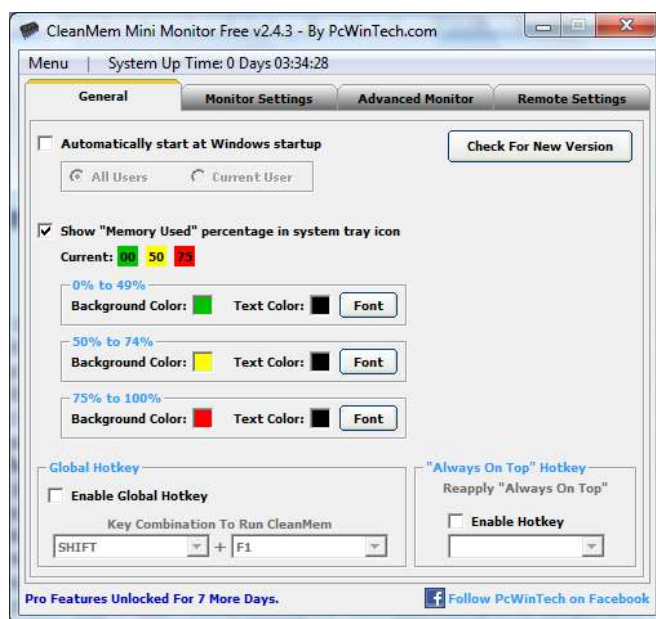 CleanMem Mini Monitor Free v2.4.3 - By PcWinTech.com
Menu | System Up Time: 0 Days 03:34:28
General Monitor Settings Advanced Monitor Remote Settings
Automatically start at Windows startup
Check For New Version
All Users Current User
Show "Memory Used" percentage in system tray icon
Current: 00 50 75
0% to 49%
Background Color: Text Color: Font
50% to 74%
Background Color: Text Color: Font
75% to 100%
Background Color: Text Color: Font
Global Hotkey
Enable Global Hotkey
Key Combination To Run CleanMem
SHIFT + F1
"Always On Top" Hotkey
Reapply "Always On Top"
Enable Hotkey
Pro Features Unlocked For 7 More Days.
Follow PcWinTech on Facebook